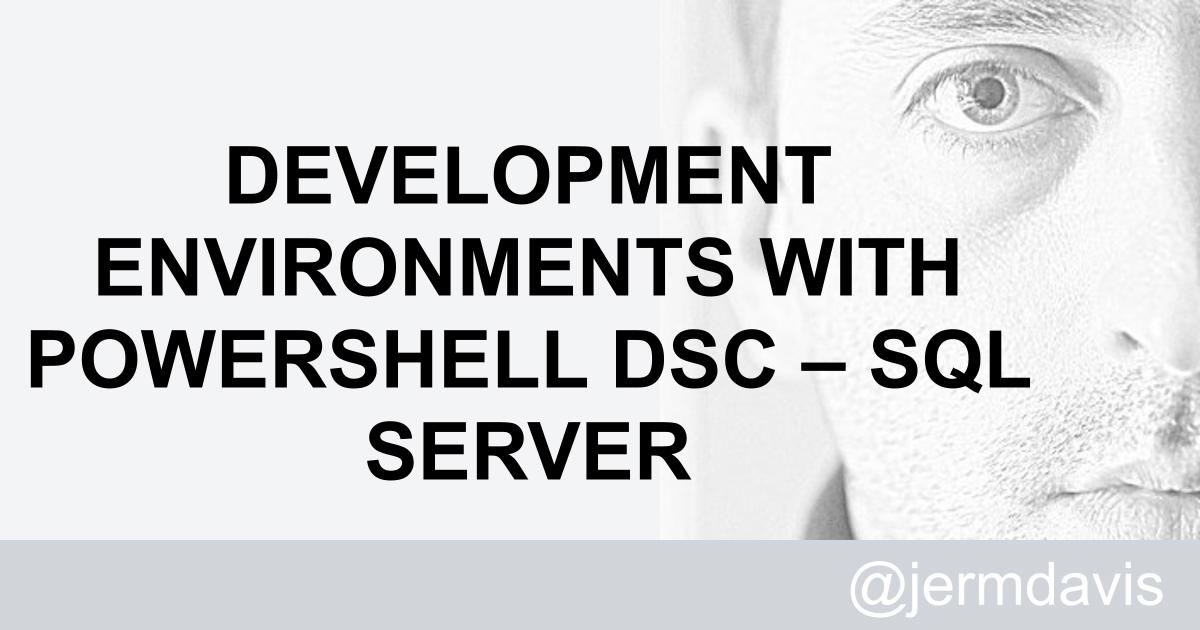 DEVELOPMENT
ENVIRONMENTS WITH
POWERSHELL DSC – SQL
SERVER
@jermdavis